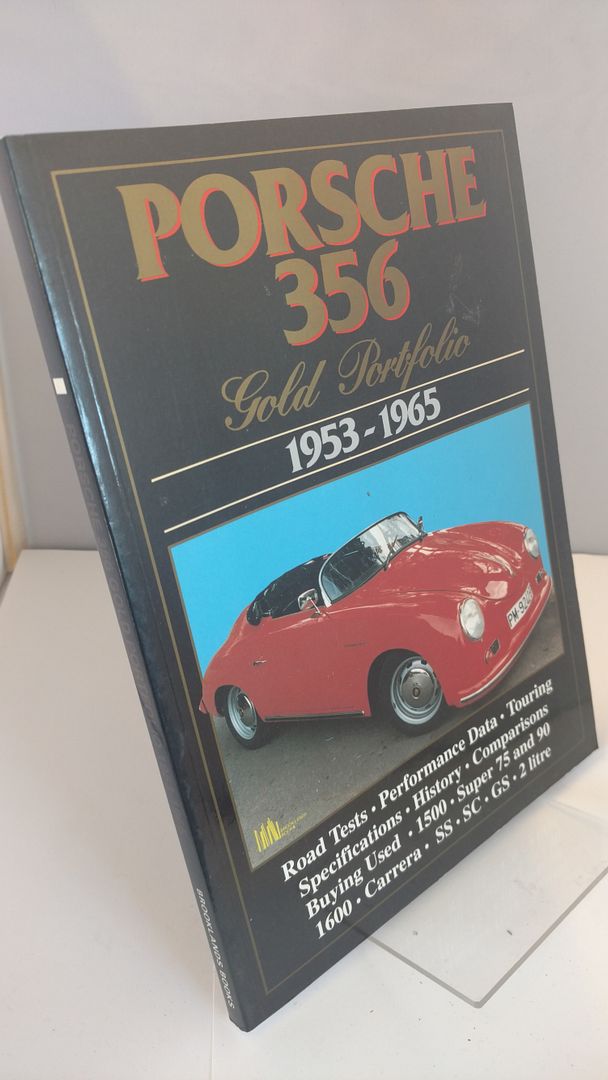 PORSCHE
356
Gold Portfolio
1953-1965
Road Tests • Performance Data • Touring
Specifications • History • Comparisons
Buying Used • 1500 • Super 75 and 90
1600 • Carrera • SS • SC • GS • 2 litre
BROOKLANDS BOOKS